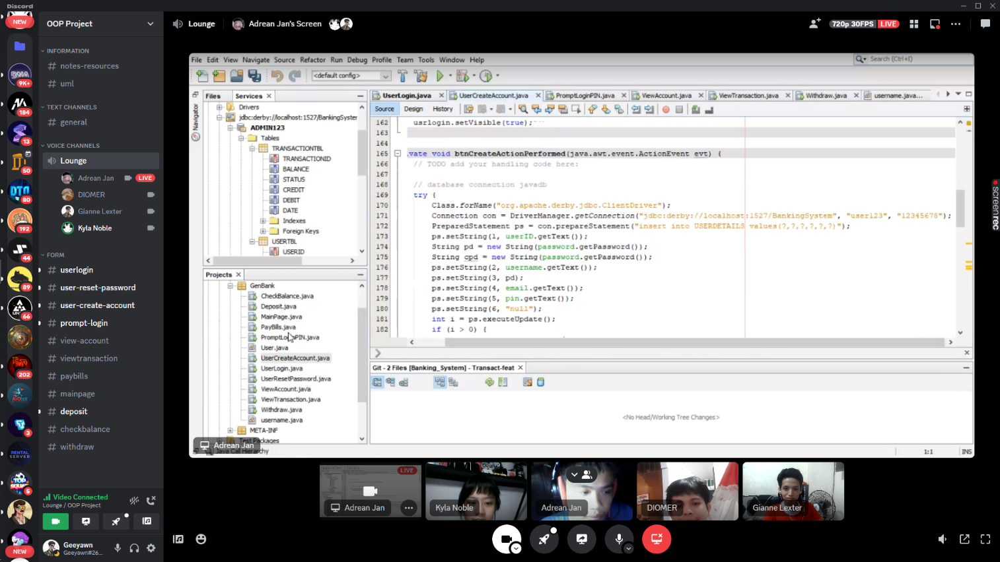 Discord
NEW
OOP Project
Lounge
Adrean Jan's Screen
720p 30FPS LIVE
INFORMATION
notes-resources
uml
TEXT CHANNELS
general
VOICE CHANNELS
Lounge
Adrean Jan LIVE
DIOMER
Gianne Lexter
Kyla Noble
FORM
userlogin
user-reset-password
user-create-account
prompt-login
view-account
viewtransaction
paybills
mainpage
deposit
checkbalance
withdraw
DNA
9K+
184
13
60
DTA
80
192
44
89
66
202
3
RENTAL
SERVER
TOP
5
NEW
Video Connected
Lounge / OOP Project
Geeyawn
Geeyawn#26...
File Edit View Navigate Source Refactor Run Debug Profile Team Tools Window Help
Search (Ctrl+I)
<default config>
Files Services
Navigator
Drivers
jdbc:derby://localhost:1527/BankingSyster
ADMIN123
Tables
TRANSACTIONTBL
TRANSACTIONID
BALANCE
STATUS
CREDIT
DEBIT
DATE
Indexes
Foreign Keys
USERTBL
USERID
Projects
GenBank
CheckBalance.java
Deposit.java
MainPage.java
PayBills.java
PromptLoginPIN.java
User.java
UserCreateAccount.java
UserLogin.java
UserResetPassword.java
ViewAccount.java
ViewTransaction.java
Withdraw.java
username.java
META-INF
Test Packages
Java Call Hierarchy
Adrean Jan
UserLogin.java UserCreateAccount.java PromptLoginPIN.java ViewAccount.java ViewTransaction.java Withdraw.java username.java...
Source Design History
162 usrlogin.setVisible(true);
163
164
165 .vate void btnCreateActionPerformed(java.awt.event.ActionEvent evt) {
166 // TODO add your handling code here:
167
168 // database connection javadb
169 try {
170 Class.forName("org.apache.derby.jdbc.ClientDriver");
171 Connection con = DriverManager.getConnection("jdbc:derby://localhost:1527/BankingSystem", "user123", "12345678");
172 PreparedStatement ps = con.prepareStatement("insert into USERDETAILS values(?,?,?,?,?,?)");
173 ps.setString(1, userID.getText());
174 String pd = new String(password.getPassword());
175 String cpd = new String(password.getPassword());
176 ps.setString(2, username.getText());
177 ps.setString(3, pd);
178 ps.setString(4, email.getText());
179 ps.setString(5, pin.getText());
180 ps.setString(6, "null");
181 int i = ps.executeUpdate();
182 if (i > 0) {
Git - 2 Files [Banking_System] - Transact-feat
<No Head/Working Tree Changes>
1:1 INS
LIVE
Adrean Jan
Kyla Noble
Adrean Jan
DIOMER
Gianne Lexter
screenrec